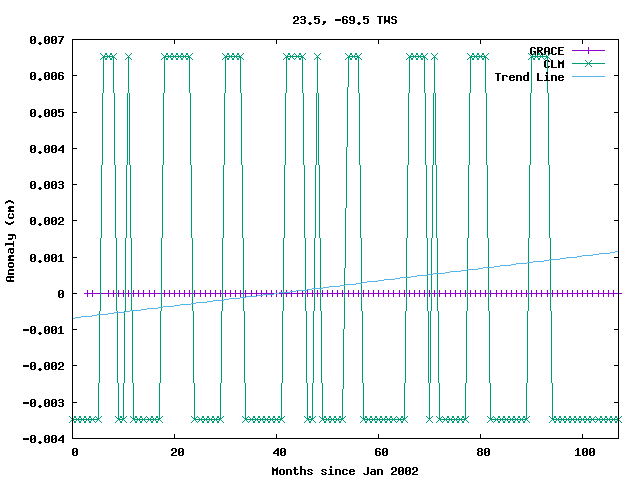 23.5, -69.5 TWS
GRACE
CLM
Trend Line
0.007
0.006
0.005
0.004
0.003
0.002
0.001
0
-0.001
-0.002
-0.003
-0.004
Anomaly (cm)
0 20 40 60 80 100
Months since Jan 2002